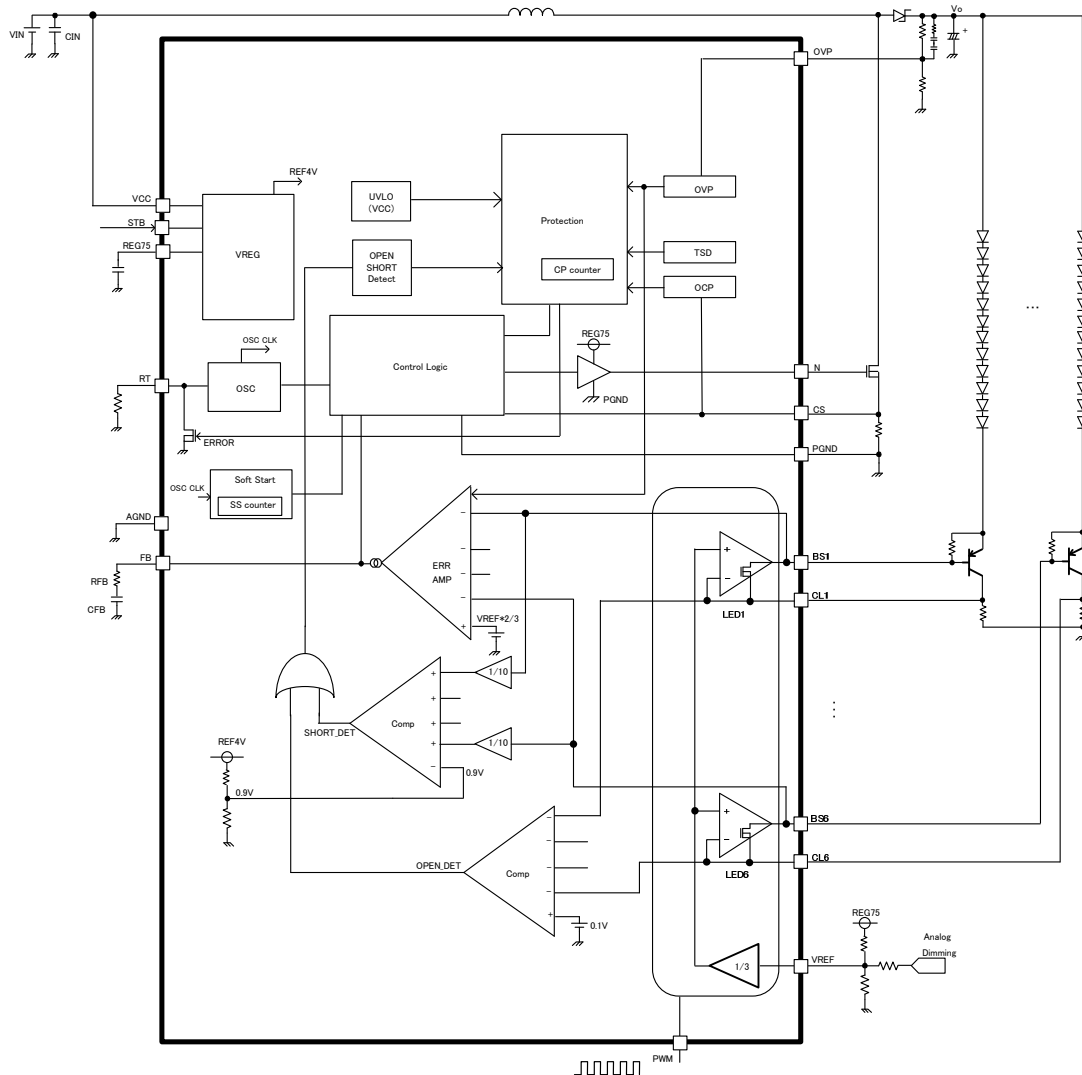 Vo
VIN
CIN
+
OVP
REF4V
UVLO
(VCC)
OVP
VCC
STB
REG75
VREG
Protection
OPEN
SHORT
Detect
TSD
CP counter
OCP
...
OSC CLK
REG75
Control Logic
RT
OSC
N
PGND
CS
ERROR
PGND
OSC CLK
Soft Start
SS counter
AGND
FB
ERR
AMP
−
−
−
−
+
+
−
BS1
RFB
CFB
LED1
CL1
VREF*2/3
1/10
Comp
+
+
+
+
−
SHORT_DET
1/10
...
REF4V
0.9V
0.9V
+
−
BS6
OPEN_DET
Comp
−
−
−
−
+
LED6
CL6
0.1V
REG75
Analog
Dimming
1/3
VREF
PWM